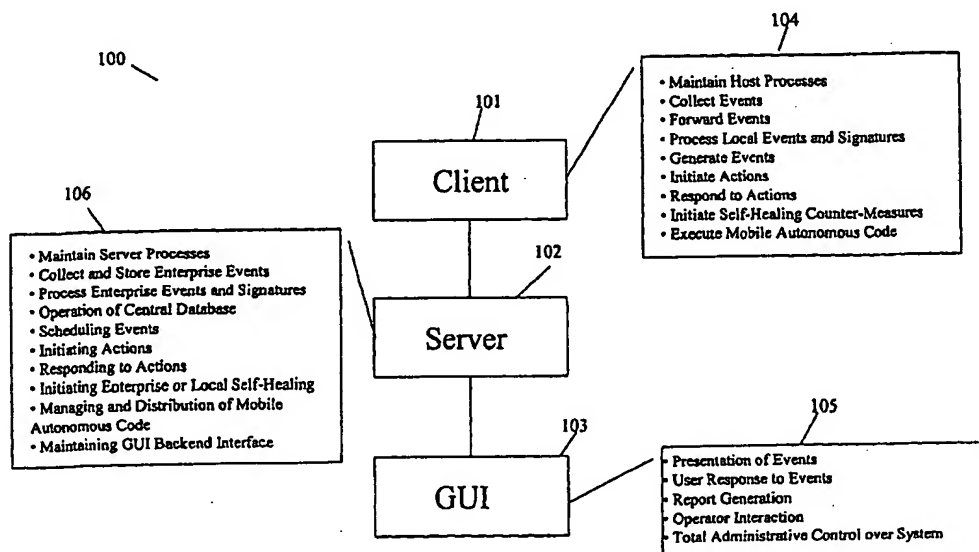 100
104
• Maintain Host Processes
• Collect Events
• Forward Events
• Process Local Events and Signatures
• Generate Events
• Initiate Actions
• Respond to Actions
• Initiate Self-Healing Counter-Measures
• Execute Mobile Autonomous Code
101
Client
106
• Maintain Server Processes
• Collect and Store Enterprise Events
• Process Enterprise Events and Signatures
• Operation of Central Database
• Scheduling Events
• Initiating Actions
• Responding to Actions
• Initiating Enterprise or Local Self-Healing
• Managing and Distribution of Mobile
Autonomous Code
• Maintaining GUI Backend Interface
102
Server
103
GUI
105
• Presentation of Events
• User Response to Events
• Report Generation
• Operator Interaction
• Total Administrative Control over System